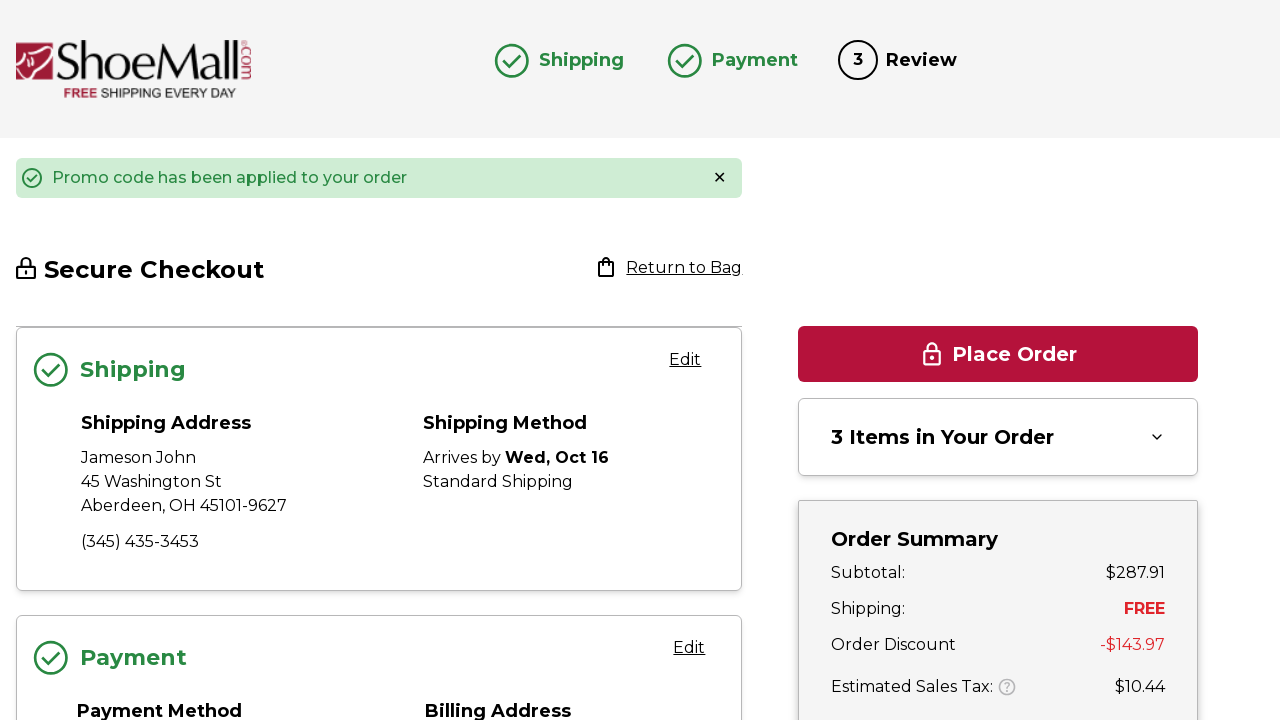 ShoeMall.com
FREE SHIPPING EVERY DAY
Shipping
Payment
3 Review
Promo code has been applied to your order
Secure Checkout
Return to Bag
Shipping
Edit
Shipping Address
Jameson John
45 Washington St
Aberdeen, OH 45101-9627
(345) 435-3453
Shipping Method
Arrives by Wed, Oct 16
Standard Shipping
Payment
Edit
Payment Method
Billing Address
Place Order
3 Items in Your Order
Order Summary
Subtotal: $287.91
Shipping: FREE
Order Discount -$143.97
Estimated Sales Tax: $10.44